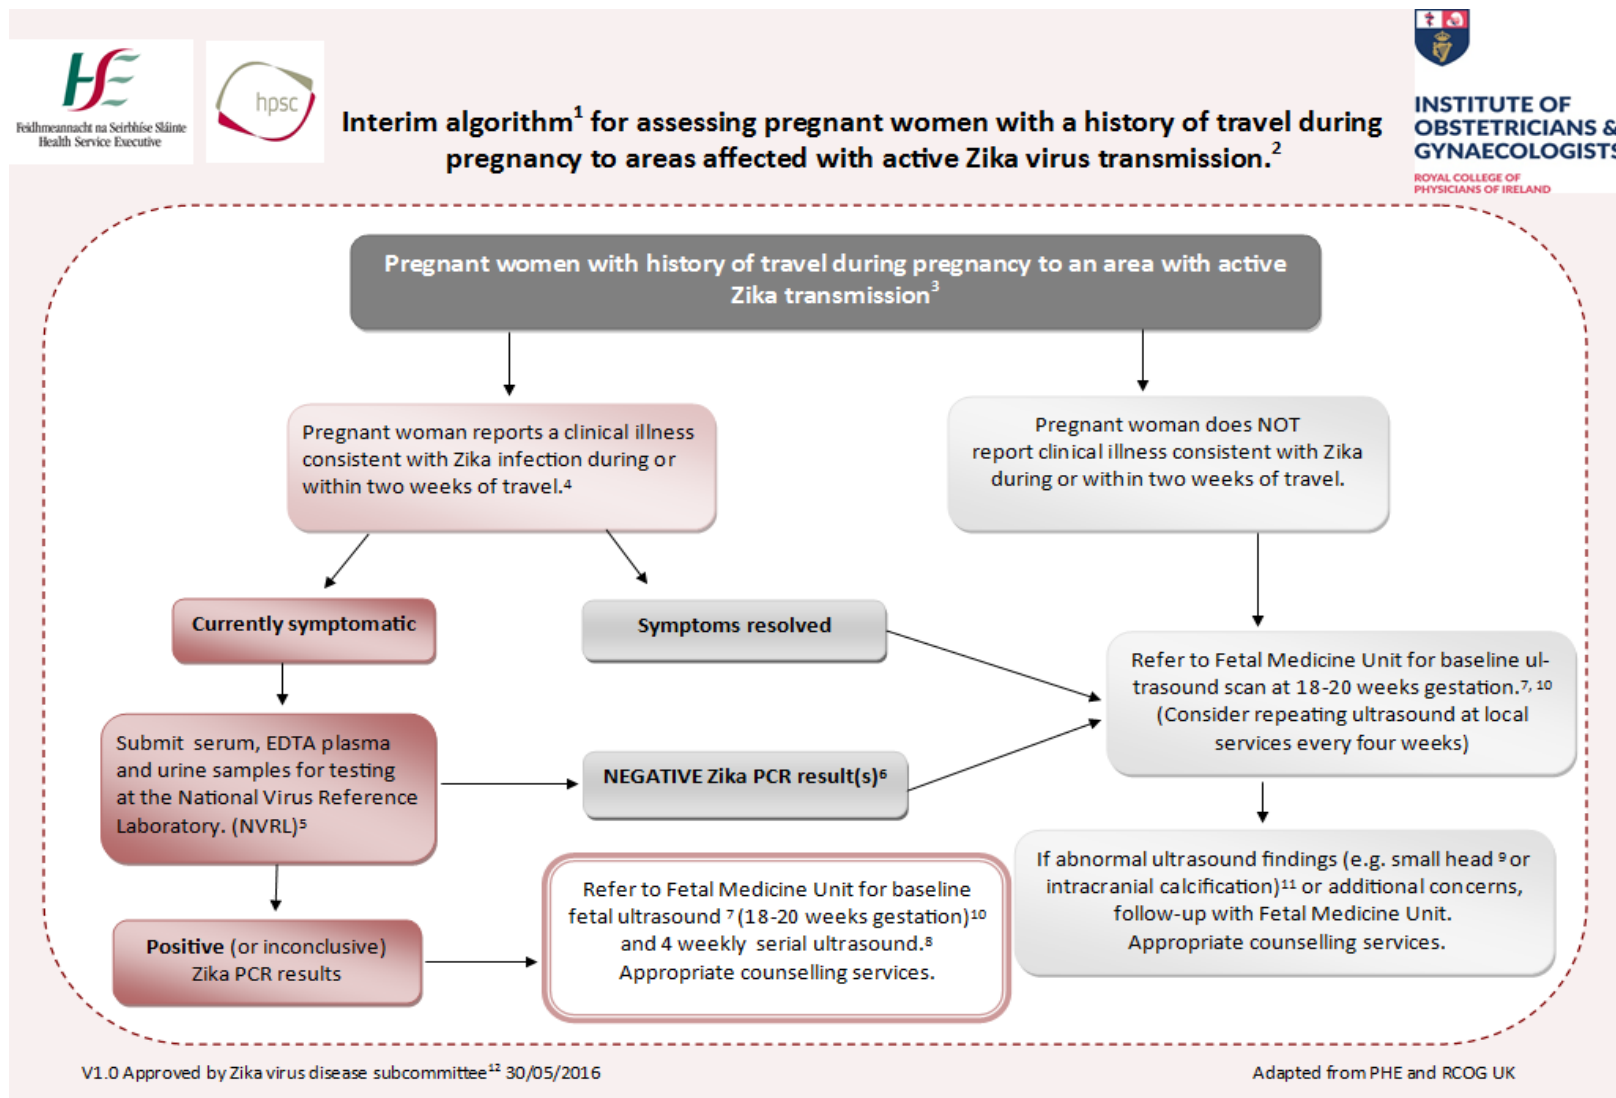 Feidhmeannacht na Seirbhíse Sláinte
Health Service Executive
hpsc
Interim algorithm¹ for assessing pregnant women with a history of travel during
pregnancy to areas affected with active Zika virus transmission.²
INSTITUTE OF
OBSTETRICIANS &
GYNAECOLOGISTS
ROYAL COLLEGE OF
PHYSICIANS OF IRELAND
Pregnant women with history of travel during pregnancy to an area with active
Zika transmission³
Pregnant woman reports a clinical illness
consistent with Zika infection during or
within two weeks of travel.⁴
Pregnant woman does NOT
report clinical illness consistent with Zika
during or within two weeks of travel.
Currently symptomatic
Symptoms resolved
Refer to Fetal Medicine Unit for baseline ul-
trasound scan at 18-20 weeks gestation.⁷, ¹⁰
(Consider repeating ultrasound at local
services every four weeks)
Submit serum, EDTA plasma
and urine samples for testing
at the National Virus Reference
Laboratory. (NVRL)⁵
NEGATIVE Zika PCR result(s)⁶
If abnormal ultrasound findings (e.g. small head ⁹ or
intracranial calcification)¹¹ or additional concerns,
follow-up with Fetal Medicine Unit.
Appropriate counselling services.
Positive (or inconclusive)
Zika PCR results
Refer to Fetal Medicine Unit for baseline
fetal ultrasound ⁷ (18-20 weeks gestation)¹⁰
and 4 weekly serial ultrasound.⁸
Appropriate counselling services.
V1.0 Approved by Zika virus disease subcommittee¹² 30/05/2016
Adapted from PHE and RCOG UK